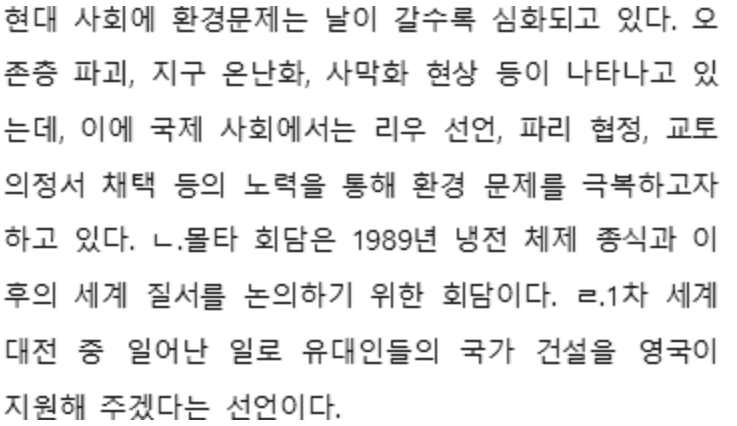 현대 사회에 환경문제는 날이 갈수록 심화되고 있다. 오
존층 파괴, 지구 온난화, 사막화 현상 등이 나타나고 있
는데, 이에 국제 사회에서는 리우 선언, 파리 협정, 교토
의정서 채택 등의 노력을 통해 환경 문제를 극복하고자
하고 있다. ㄴ.몰타 회담은 1989년 냉전 체제 종식과 이
후의 세계 질서를 논의하기 위한 회담이다. ㄹ.1차 세계
대전 중 일어난 일로 유대인들의 국가 건설을 영국이
지원해 주겠다는 선언이다.